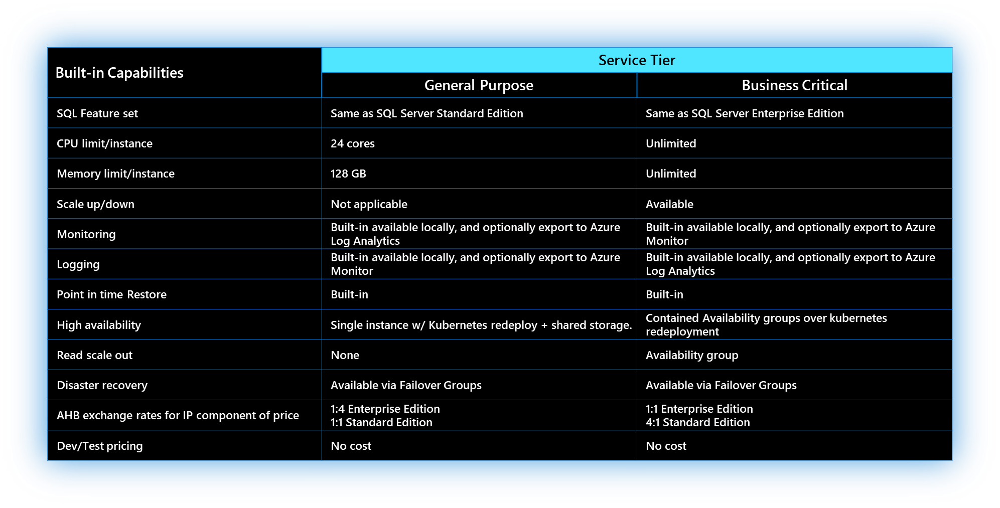 Built-in Capabilities
Service Tier
General Purpose
Business Critical
SQL Feature set
Same as SQL Server Standard Edition
Same as SQL Server Enterprise Edition
CPU limit/instance
24 cores
Unlimited
Memory limit/instance
128 GB
Unlimited
Scale up/down
Not applicable
Available
Monitoring
Built-in available locally, and optionally export to Azure
Log Analytics
Built-in available locally, and optionally export to Azure
Monitor
Logging
Built-in available locally, and optionally export to Azure
Monitor
Built-in available locally, and optionally export to Azure
Log Analytics
Point in time Restore
Built-in
Built-in
High availability
Single instance w/ Kubernetes redeploy + shared storage.
Contained Availability groups over kubernetes
redeployment
Read scale out
None
Availability group
Disaster recovery
Available via Failover Groups
Available via Failover Groups
AHB exchange rates for IP component of price
1:4 Enterprise Edition
1:1 Standard Edition
1:1 Enterprise Edition
4:1 Standard Edition
Dev/Test pricing
No cost
No cost